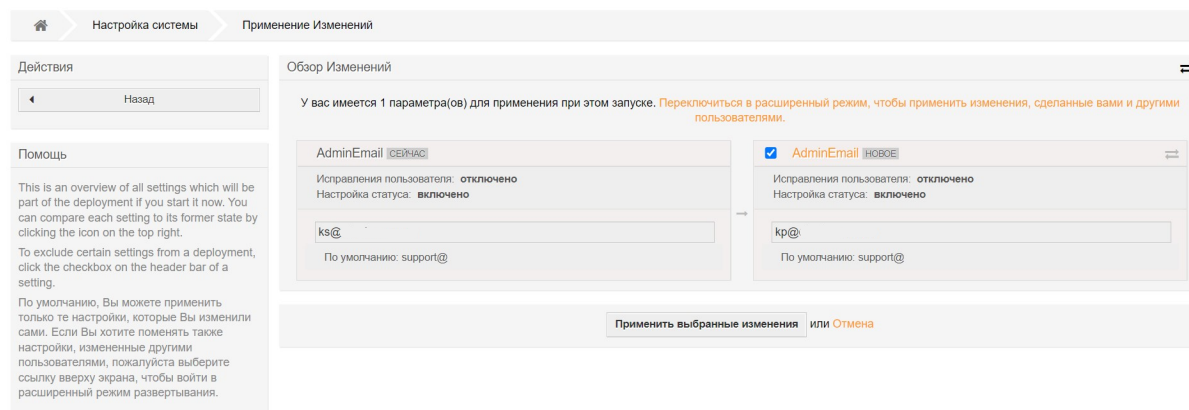 Настройка системы
Применение Изменений
Действия
Назад
Помощь
This is an overview of all settings which will be
part of the deployment if you start it now. You
can compare each setting to its former state by
clicking the icon on the top right.
To exclude certain settings from a deployment,
click the checkbox on the header bar of a
setting.
По умолчанию, Вы можете применить
только те настройки, которые Вы изменили
сами. Если Вы хотите поменять также
настройки, измененные другими
пользователями, пожалуйста выберите
ссылку вверху экрана, чтобы войти в
расширенный режим развертывания.
Обзор Изменений
У вас имеется 1 параметра(ов) для применения при этом запуске. Переключиться в расширенный режим, чтобы применить изменения, сделанные вами и другими
пользователями.
AdminEmail СЕЙЧАС
Исправления пользователя: отключено
Настройка статуса: включено
ks@
По умолчанию: support@
AdminEmail НОВОЕ
Исправления пользователя: отключено
Настройка статуса: включено
kp@
По умолчанию: support@
Применить выбранные изменения или Отмена